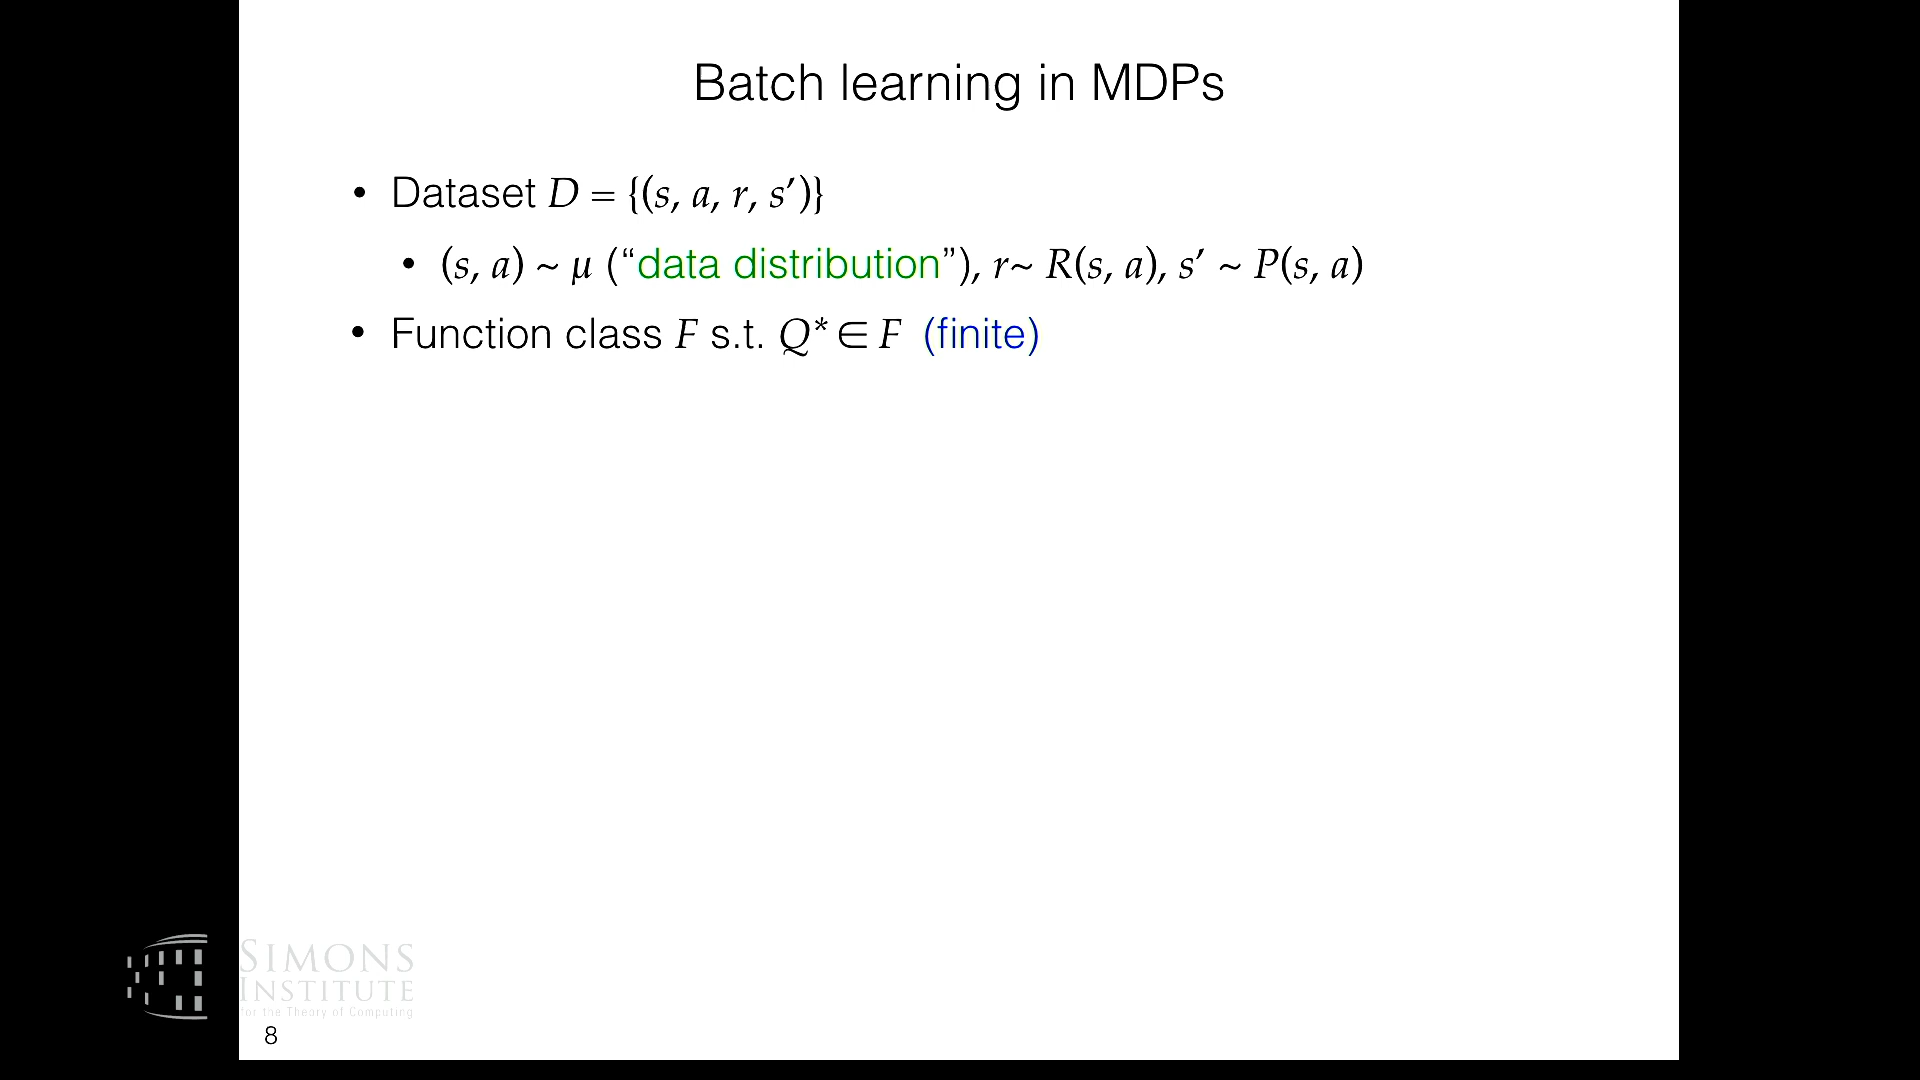 Batch learning in MDPs
• Dataset D = {(s, a, r, s′)}
• (s, a) ~ μ (“data distribution”), r~ R(s, a), s′ ~ P(s, a)
• Function class F s.t. Q* ∈ F (finite)
SIMONS
INSTITUTE
for the Theory of Computing
8